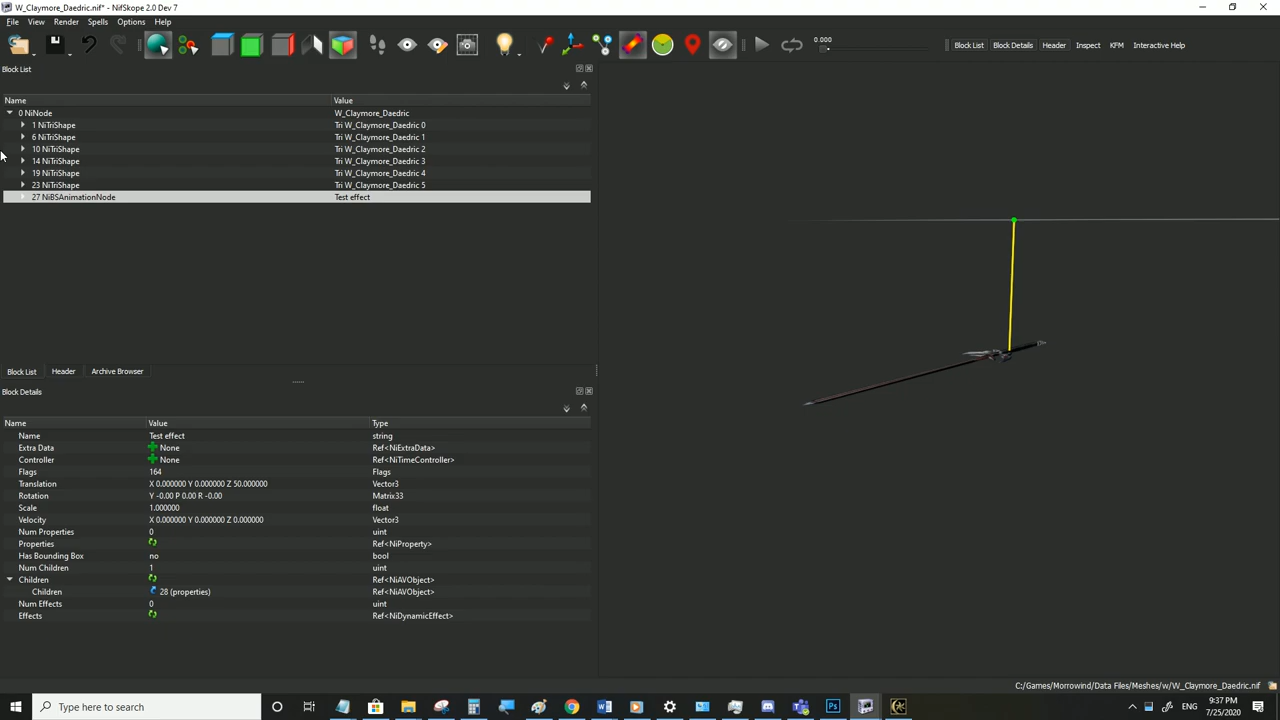 W_Claymore_Daedric.nif* - NifSkope 2.0 Dev 7
File View Render Spells Options Help
0.000
Block List Block Details Header Inspect KFM Interactive Help
Block List
Name Value
0 NiNode W_Claymore_Daedric
1 NiTriShape Tri W_Claymore_Daedric 0
6 NiTriShape Tri W_Claymore_Daedric 1
10 NiTriShape Tri W_Claymore_Daedric 2
14 NiTriShape Tri W_Claymore_Daedric 3
19 NiTriShape Tri W_Claymore_Daedric 4
23 NiTriShape Tri W_Claymore_Daedric 5
27 NiBSAnimationNode Test effect
Block List Header Archive Browser
Block Details
Name Value Type
Name Test effect string
Extra Data None Ref<NiExtraData>
Controller None Ref<NiTimeController>
Flags 164 Flags
Translation X 0.000000 Y 0.000000 Z 50.000000 Vector3
Rotation Y -0.00 P 0.00 R -0.00 Matrix33
Scale 1.000000 float
Velocity X 0.000000 Y 0.000000 Z 0.000000 Vector3
Num Properties 0 uint
Properties Ref<NiProperty>
Has Bounding Box no bool
Num Children 1 uint
Children Ref<NiAVObject>
Children 28 (properties) Ref<NiAVObject>
Num Effects 0 uint
Effects Ref<NiDynamicEffect>
C:/Games/Morrowind/Data Files/Meshes/w/W_Claymore_Daedric.nif
Type here to search
ENG
9:37 PM
7/25/2020